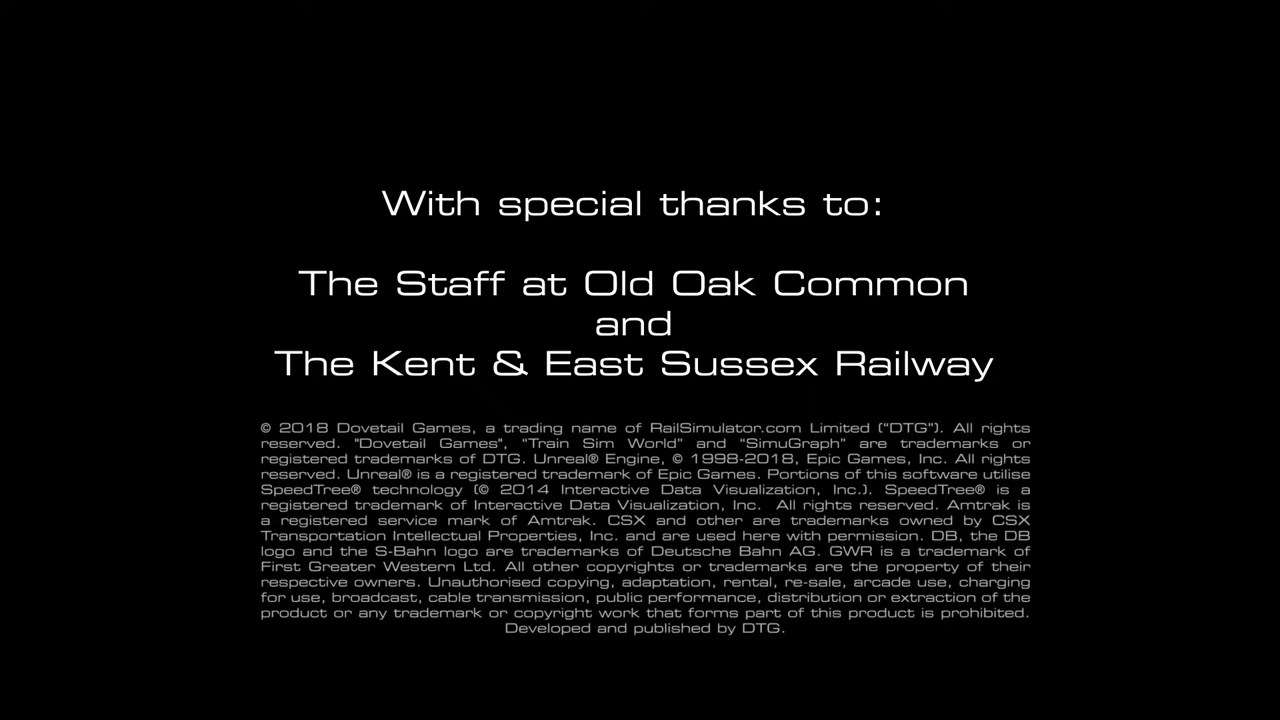 With special thanks to:
The Staff at Old Oak Common
and
The Kent & East Sussex Railway
© 2018 Dovetail Games, a trading name of RailSimulator.com Limited (“DTG”). All rights
reserved. "Dovetail Games", “Train Sim World” and “SimuGraph” are trademarks or
registered trademarks of DTG. Unreal® Engine, © 1998-2018, Epic Games, Inc. All rights
reserved. Unreal® is a registered trademark of Epic Games. Portions of this software utilise
SpeedTree® technology (© 2014 Interactive Data Visualization, Inc.). SpeedTree® is a
registered trademark of Interactive Data Visualization, Inc. All rights reserved. Amtrak is
a registered service mark of Amtrak. CSX and other are trademarks owned by CSX
Transportation Intellectual Properties, Inc. and are used here with permission. DB, the DB
logo and the S-Bahn logo are trademarks of Deutsche Bahn AG. GWR is a trademark of
First Greater Western Ltd. All other copyrights or trademarks are the property of their
respective owners. Unauthorised copying, adaptation, rental, re-sale, arcade use, charging
for use, broadcast, cable transmission, public performance, distribution or extraction of the
product or any trademark or copyright work that forms part of this product is prohibited.
Developed and published by DTG.